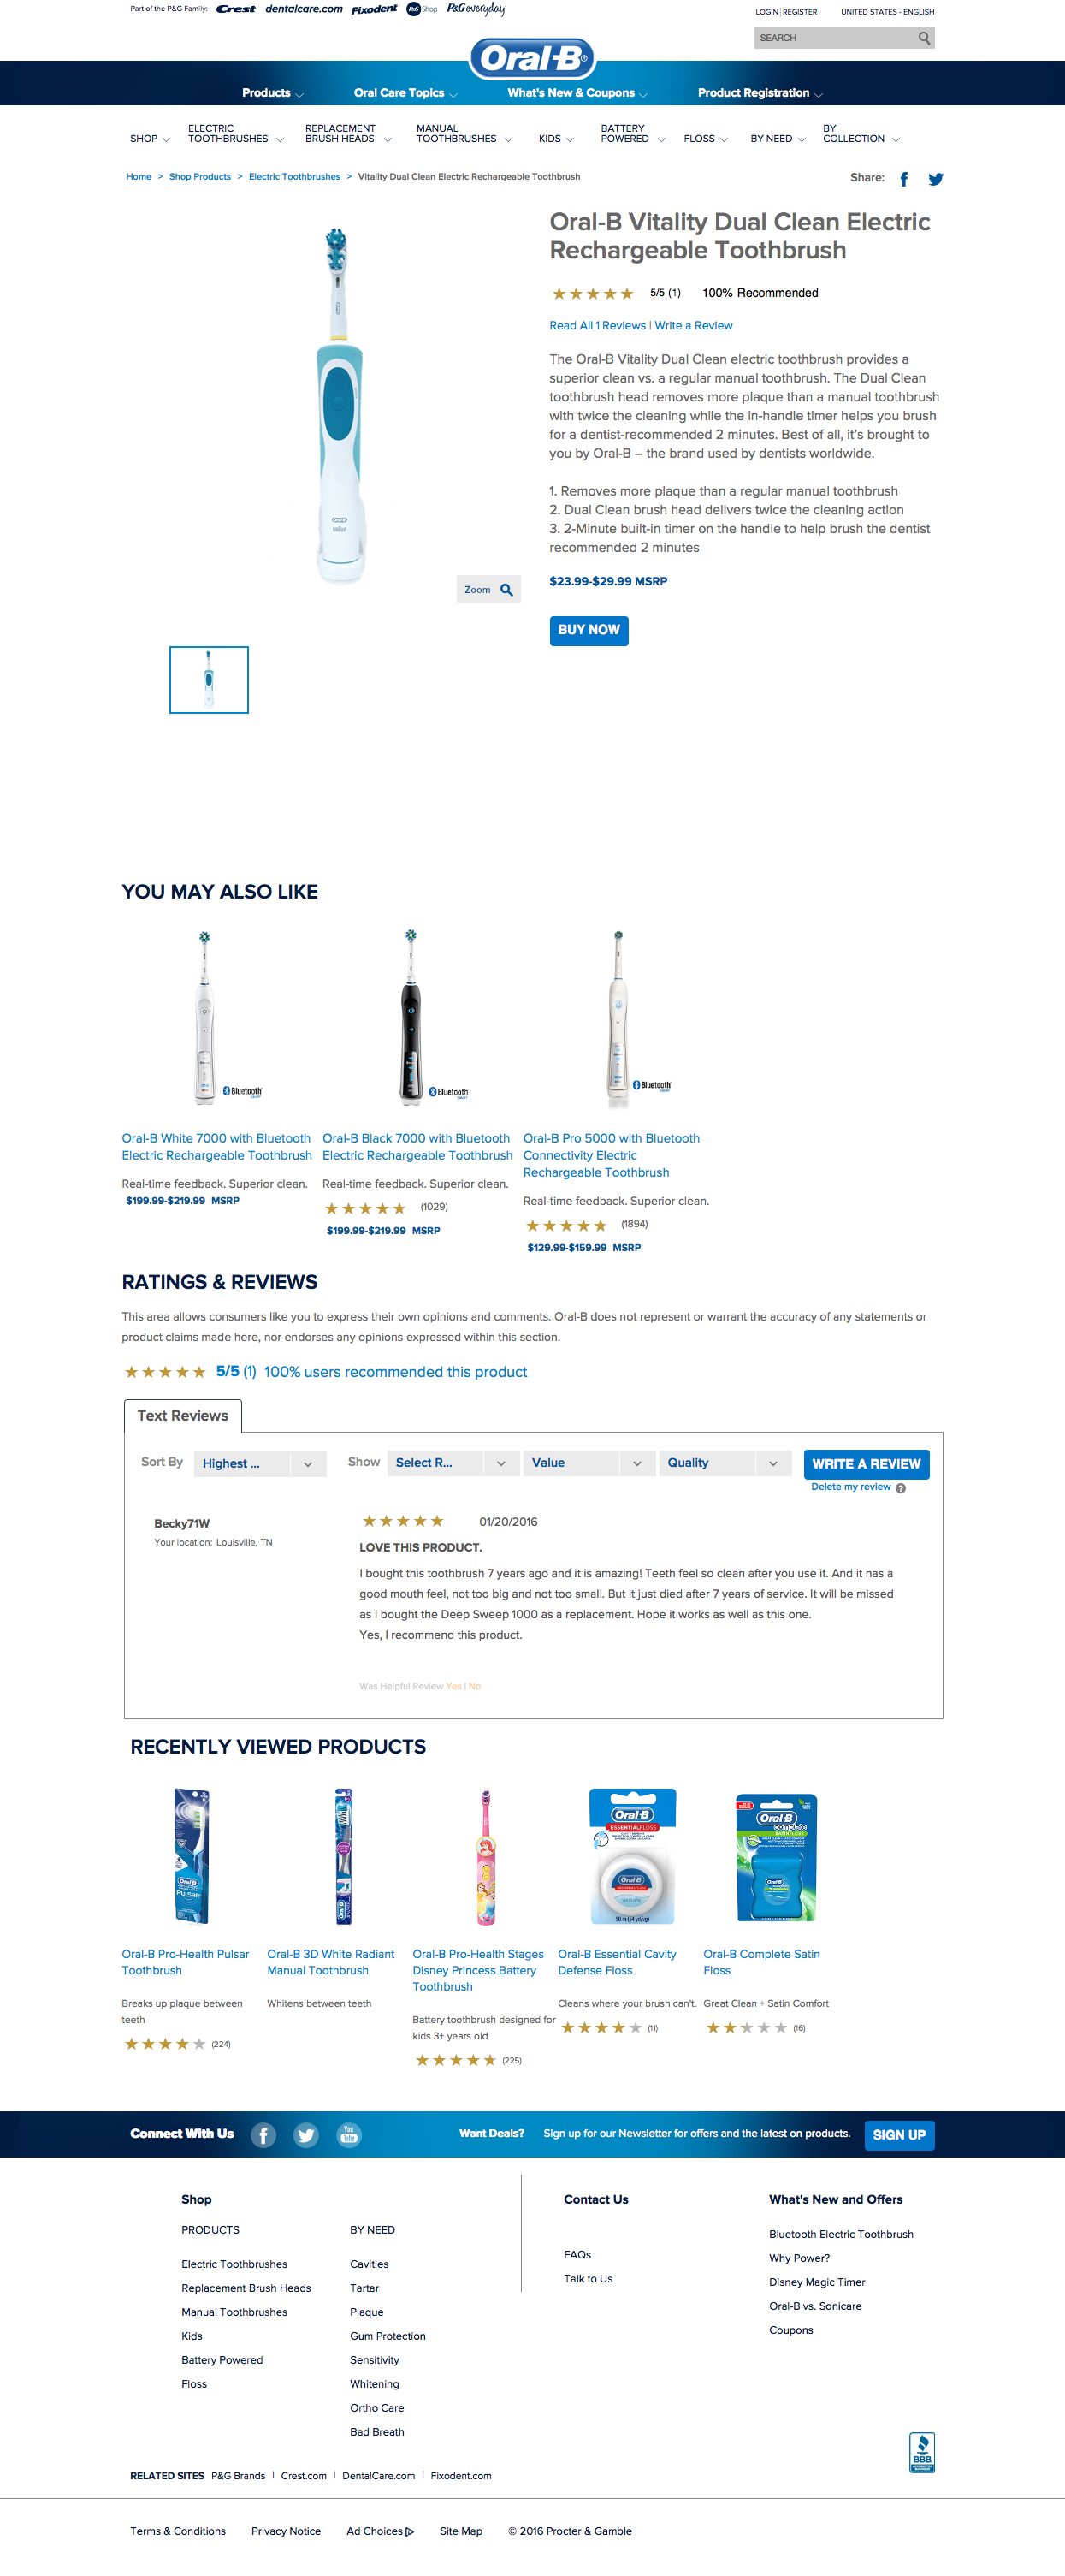 Part of the P&G Family: Crest dentalcare.com Fixodent P&G Shop P&G everyday
LOGIN | REGISTER UNITED STATES - ENGLISH
SEARCH
Oral-B
Products Oral Care Topics What's New & Coupons Product Registration
SHOP ELECTRIC TOOTHBRUSHES REPLACEMENT BRUSH HEADS MANUAL TOOTHBRUSHES KIDS BATTERY POWERED FLOSS BY NEED BY COLLECTION
Home > Shop Products > Electric Toothbrushes > Vitality Dual Clean Electric Rechargeable Toothbrush
Share:
Oral-B Vitality Dual Clean Electric
Rechargeable Toothbrush
5/5 (1) 100% Recommended
Read All 1 Reviews | Write a Review
The Oral-B Vitality Dual Clean electric toothbrush provides a
superior clean vs. a regular manual toothbrush. The Dual Clean
toothbrush head removes more plaque than a manual toothbrush
with twice the cleaning while the in-handle timer helps you brush
for a dentist-recommended 2 minutes. Best of all, it's brought to
you by Oral-B – the brand used by dentists worldwide.
1. Removes more plaque than a regular manual toothbrush
2. Dual Clean brush head delivers twice the cleaning action
3. 2-Minute built-in timer on the handle to help brush the dentist
recommended 2 minutes
$23.99-$29.99 MSRP
Zoom
BUY NOW
YOU MAY ALSO LIKE
Bluetooth
Bluetooth
Bluetooth
Oral-B White 7000 with Bluetooth
Electric Rechargeable Toothbrush
Real-time feedback. Superior clean.
$199.99-$219.99 MSRP
Oral-B Black 7000 with Bluetooth
Electric Rechargeable Toothbrush
Real-time feedback. Superior clean.
(1029)
$199.99-$219.99 MSRP
Oral-B Pro 5000 with Bluetooth
Connectivity Electric
Rechargeable Toothbrush
Real-time feedback. Superior clean.
(1894)
$129.99-$159.99 MSRP
RATINGS & REVIEWS
This area allows consumers like you to express their own opinions and comments. Oral-B does not represent or warrant the accuracy of any statements or
product claims made here, nor endorses any opinions expressed within this section.
5/5 (1) 100% users recommended this product
Text Reviews
Sort By Highest ... Show Select R... Value Quality WRITE A REVIEW
Delete my review ?
Becky71W
Your location: Louisville, TN
01/20/2016
LOVE THIS PRODUCT.
I bought this toothbrush 7 years ago and it is amazing! Teeth feel so clean after you use it. And it has a
good mouth feel, not too big and not too small. But it just died after 7 years of service. It will be missed
as I bought the Deep Sweep 1000 as a replacement. Hope it works as well as this one.
Yes, I recommend this product.
Was Helpful Review Yes | No
RECENTLY VIEWED PRODUCTS
Oral-B
PULSAR
Oral-B
Oral-B
ESSENTIALFLOSS
Oral-B
50 m (54 yd/vg)
Oral-B
complete
SATINFLOSS
Oral-B
Oral-B Pro-Health Pulsar
Toothbrush
Breaks up plaque between
teeth
(224)
Oral-B 3D White Radiant
Manual Toothbrush
Whitens between teeth
Oral-B Pro-Health Stages
Disney Princess Battery
Toothbrush
Battery toothbrush designed for
kids 3+ years old
(225)
Oral-B Essential Cavity
Defense Floss
Cleans where your brush can't.
(11)
Oral-B Complete Satin
Floss
Great Clean + Satin Comfort
(16)
Connect With Us You Tube Want Deals? Sign up for our Newsletter for offers and the latest on products. SIGN UP
Shop
PRODUCTS
Electric Toothbrushes
Replacement Brush Heads
Manual Toothbrushes
Kids
Battery Powered
Floss
BY NEED
Cavities
Tartar
Plaque
Gum Protection
Sensitivity
Whitening
Ortho Care
Bad Breath
Contact Us
FAQs
Talk to Us
What's New and Offers
Bluetooth Electric Toothbrush
Why Power?
Disney Magic Timer
Oral-B vs. Sonicare
Coupons
BBB
RELATED SITES P&G Brands | Crest.com | DentalCare.com | Fixodent.com
Terms & Conditions Privacy Notice Ad Choices Site Map © 2016 Procter & Gamble